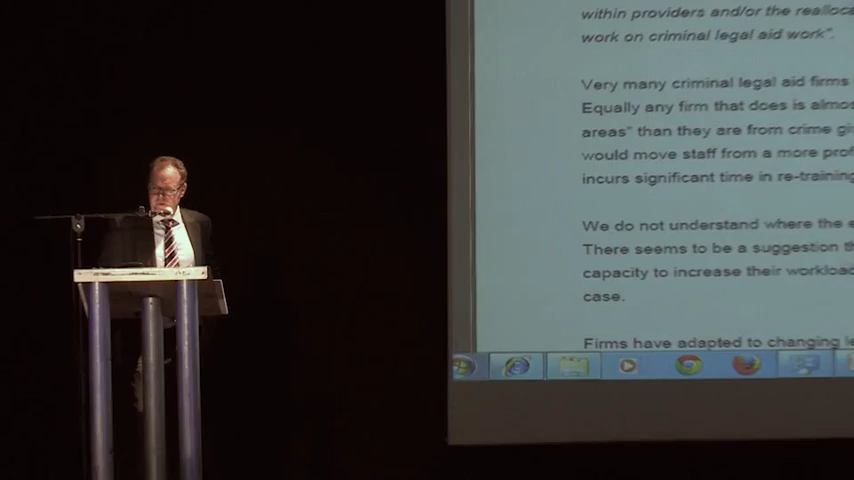 within providers and/or the realloca
work on criminal legal aid work".
Very many criminal legal aid firms
Equally any firm that does is almos
areas" than they are from crime gi
would move staff from a more prof
incurs significant time in re-training
We do not understand where the e
There seems to be a suggestion th
capacity to increase their workload
case.
Firms have adapted to changing le